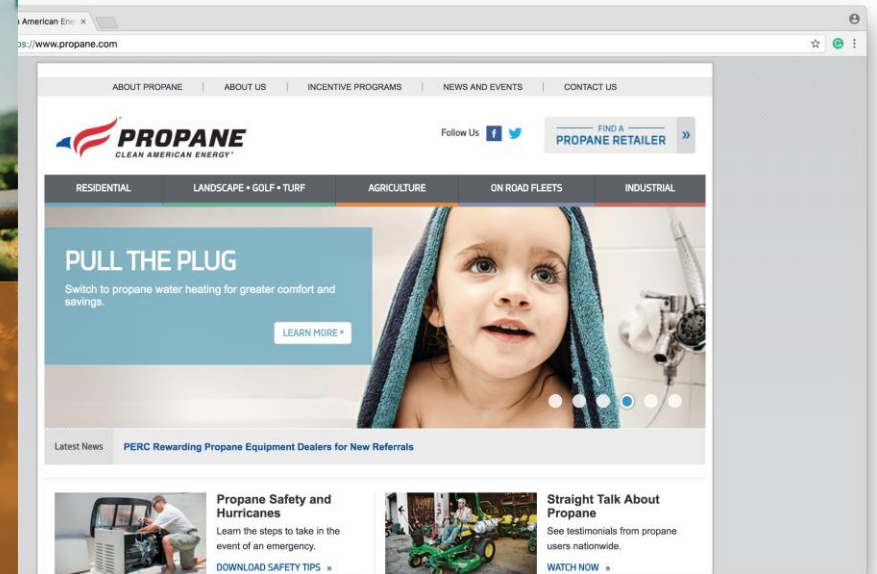 American Ene
ps://www.propane.com
ABOUT PROPANE | ABOUT US | INCENTIVE PROGRAMS | NEWS AND EVENTS | CONTACT US
PROPANE
CLEAN AMERICAN ENERGY
Follow Us
FIND A
PROPANE RETAILER »
RESIDENTIAL
LANDSCAPE • GOLF • TURF
AGRICULTURE
ON ROAD FLEETS
INDUSTRIAL
PULL THE PLUG
Switch to propane water heating for greater comfort and
savings.
LEARN MORE
Latest News
PERC Rewarding Propane Equipment Dealers for New Referrals
Propane Safety and
Hurricanes
Learn the steps to take in the
event of an emergency.
DOWNLOAD SAFETY TIPS »
Straight Talk About
Propane
See testimonials from propane
users nationwide.
WATCH NOW »